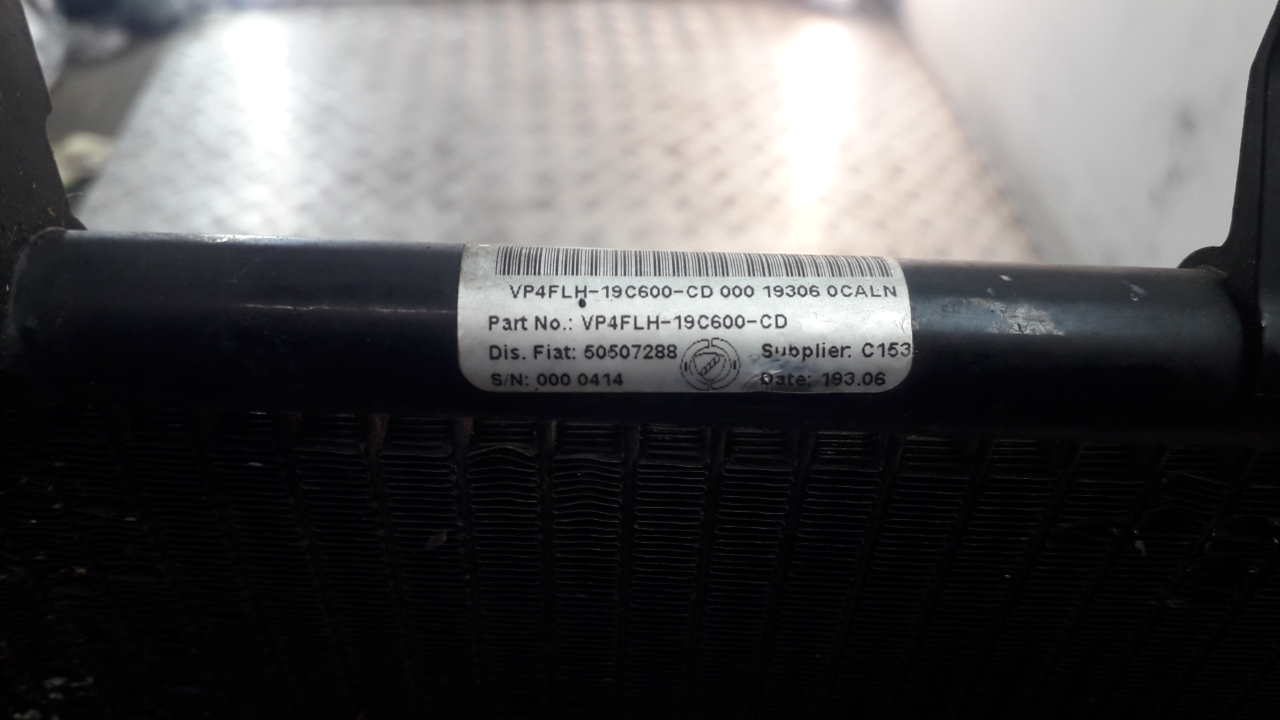 VP4FLH-19C600-CD 000 19306 0CALN
Part No.: VP4FLH-19C600-CD
Dis. Fiat: 50507288 Supplier: C153
S/N: 000 0414 Date: 193.06